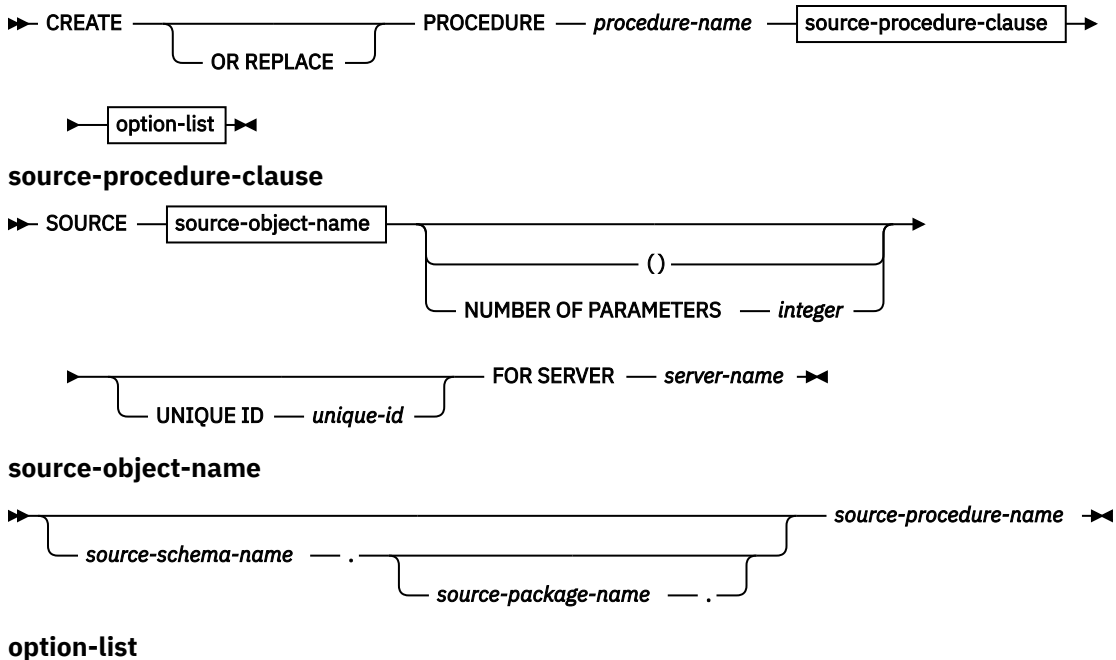 CREATE OR REPLACE PROCEDURE procedure-name source-procedure-clause
option-list
source-procedure-clause
SOURCE source-object-name
()
NUMBER OF PARAMETERS integer
FOR SERVER server-name
UNIQUE ID unique-id
source-object-name
source-procedure-name
source-schema-name .
source-package-name .
option-list